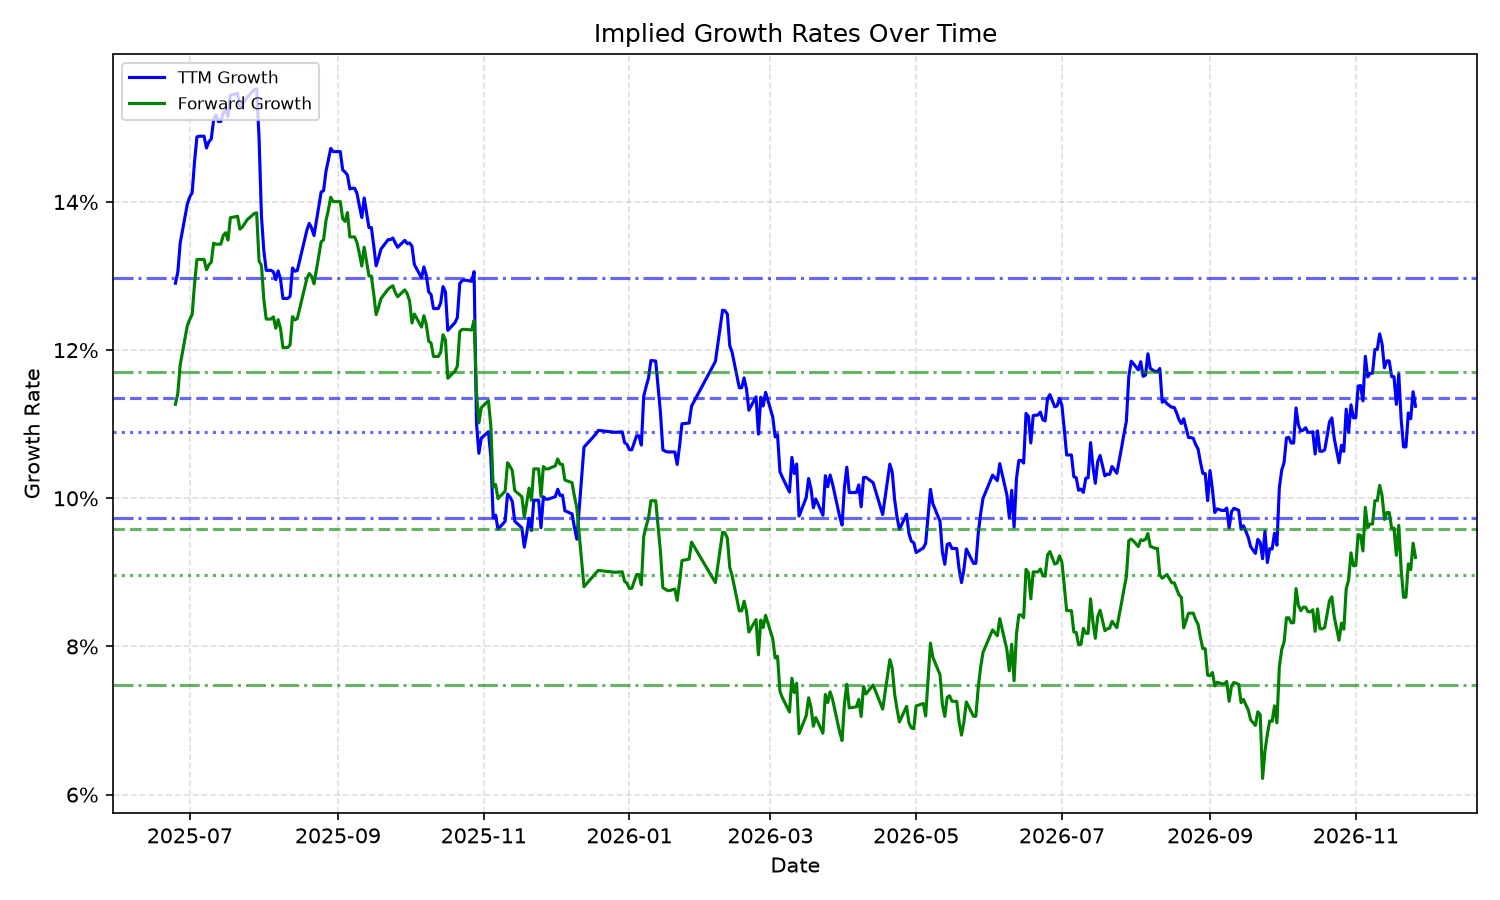 Implied Growth Rates Over Time
TTM Growth
Forward Growth
14%
12%
10%
8%
6%
Growth Rate
2025-07
2025-09
2025-11
2026-01
2026-03
2026-05
2026-07
2026-09
2026-11
Date